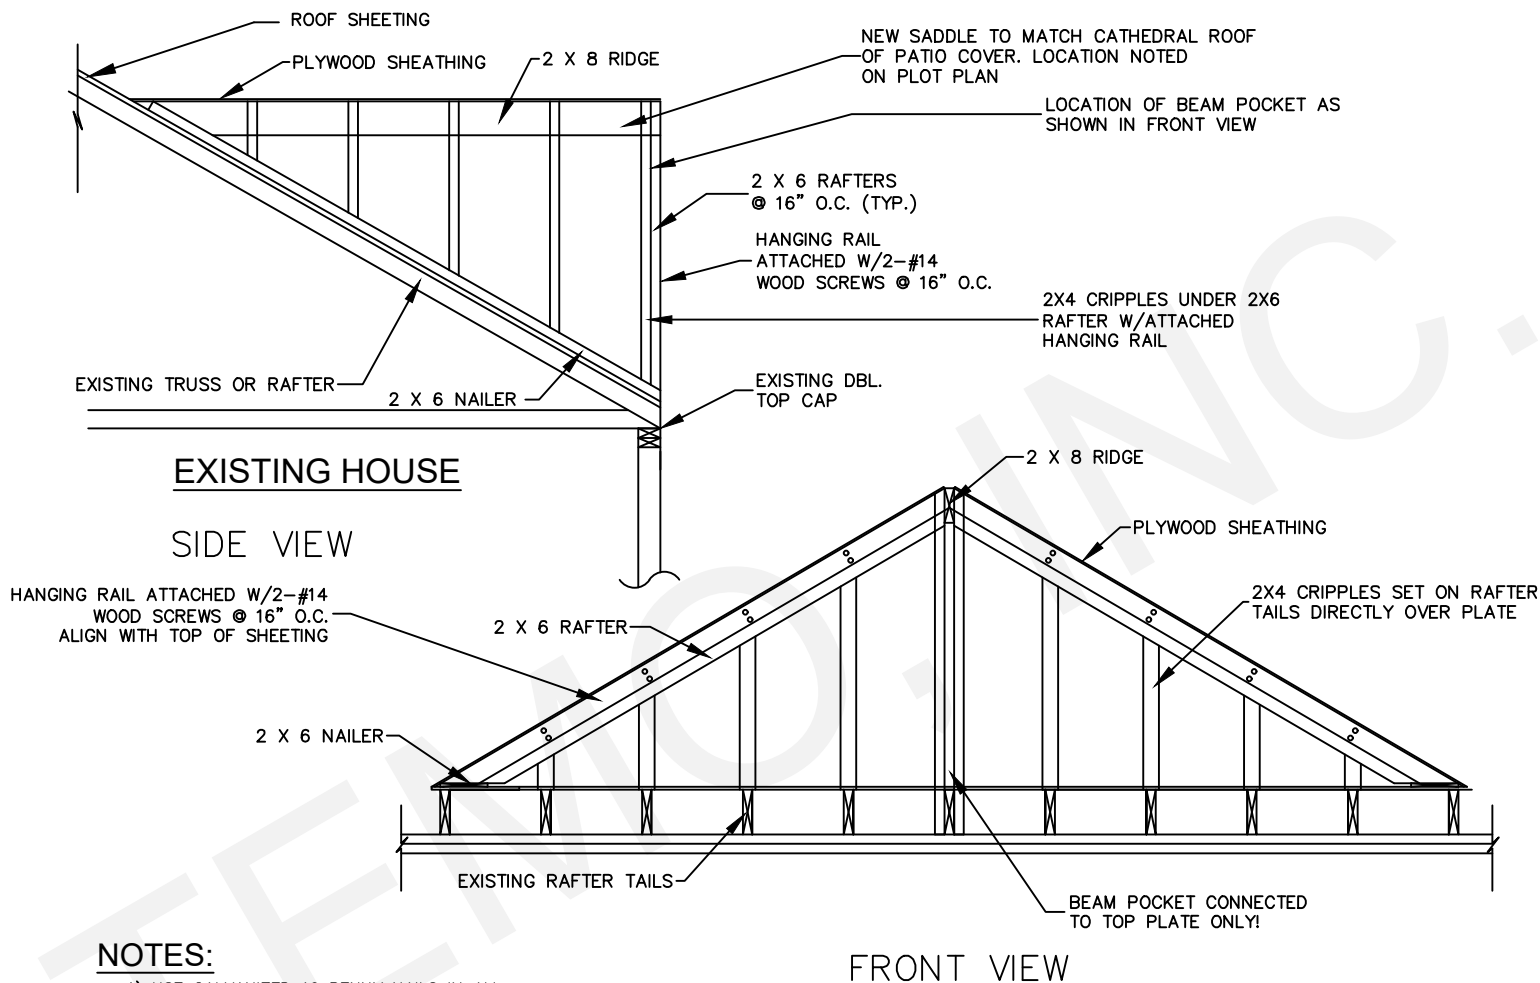 ROOF SHEETING
PLYWOOD SHEATHING
2 X 8 RIDGE
NEW SADDLE TO MATCH CATHEDRAL ROOF
OF PATIO COVER. LOCATION NOTED
ON PLOT PLAN
LOCATION OF BEAM POCKET AS
SHOWN IN FRONT VIEW
2 X 6 RAFTERS
@ 16" O.C. (TYP.)
HANGING RAIL
ATTACHED W/2-#14
WOOD SCREWS @ 16" O.C.
2X4 CRIPPLES UNDER 2X6
RAFTER W/ATTACHED
HANGING RAIL
EXISTING TRUSS OR RAFTER
2 X 6 NAILER
EXISTING DBL.
TOP CAP
EXISTING HOUSE
SIDE VIEW
2 X 8 RIDGE
PLYWOOD SHEATHING
HANGING RAIL ATTACHED W/2-#14
WOOD SCREWS @ 16" O.C.
ALIGN WITH TOP OF SHEETING
2 X 6 RAFTER
2X4 CRIPPLES SET ON RAFTER
TAILS DIRECTLY OVER PLATE
2 X 6 NAILER
EXISTING RAFTER TAILS
BEAM POCKET CONNECTED
TO TOP PLATE ONLY!
NOTES:
FRONT VIEW
TEMO, INC.